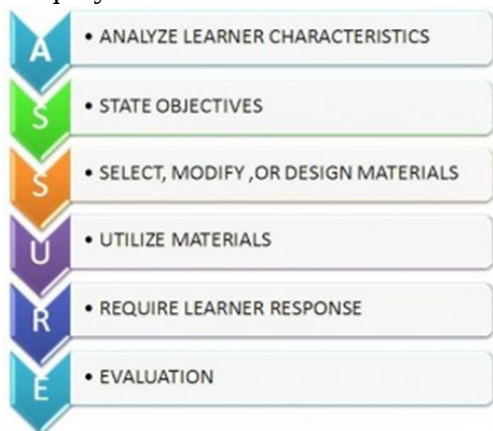 A
• ANALYZE LEARNER CHARACTERISTICS
S
• STATE OBJECTIVES
S
• SELECT, MODIFY ,OR DESIGN MATERIALS
U
• UTILIZE MATERIALS
R
• REQUIRE LEARNER RESPONSE
E
• EVALUATION